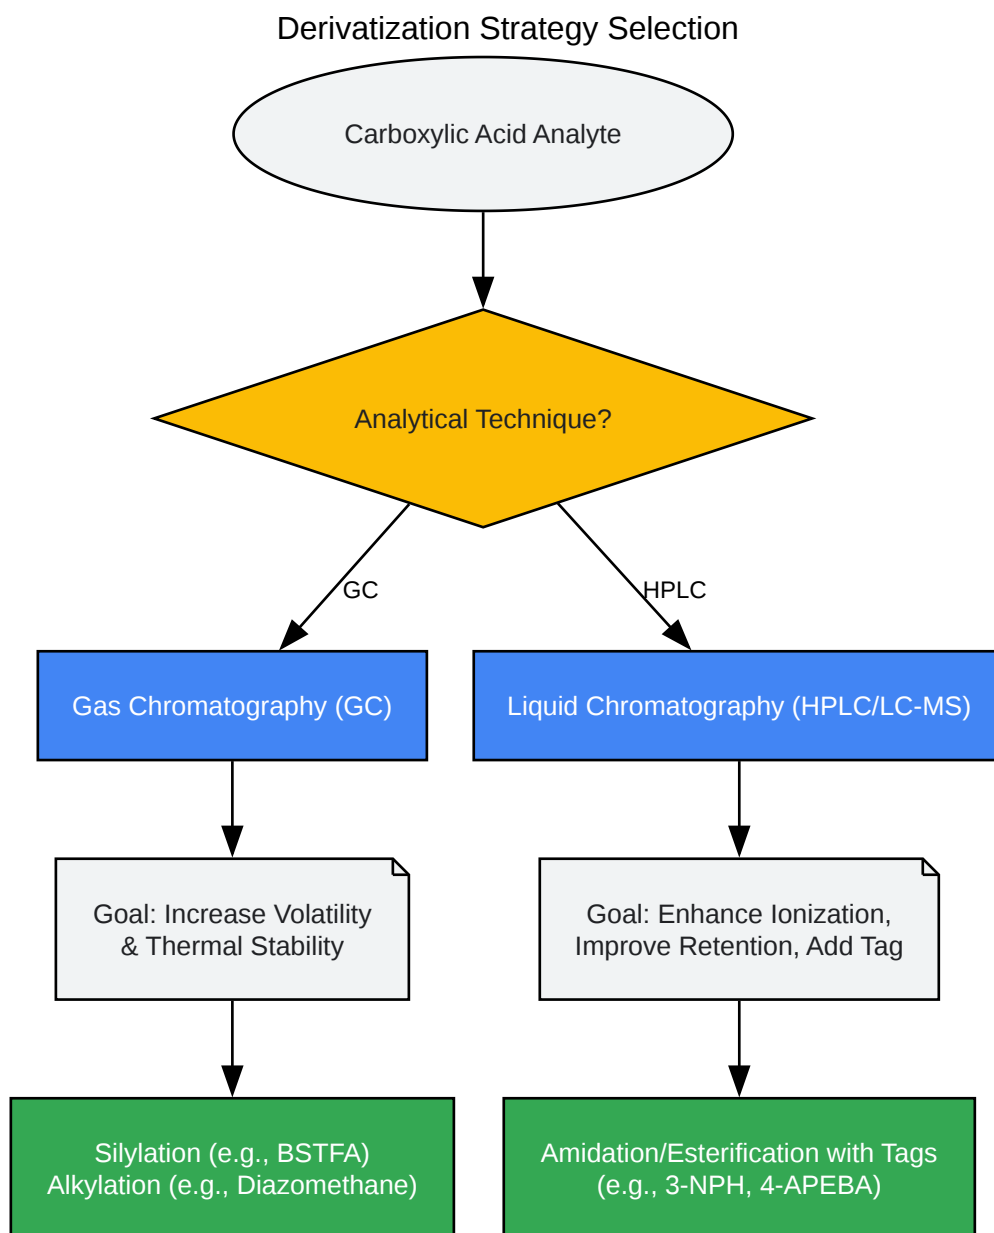 Derivatization Strategy Selection
Carboxylic Acid Analyte
Analytical Technique?
GC
HPLC
Gas Chromatography (GC)
Liquid Chromatography (HPLC/LC-MS)
Goal: Increase Volatility
& Thermal Stability
Goal: Enhance Ionization,
Improve Retention, Add Tag
Silylation (e.g., BSTFA)
Alkylation (e.g., Diazomethane)
Amidation/Esterification with Tags
(e.g., 3-NPH, 4-APEBA)